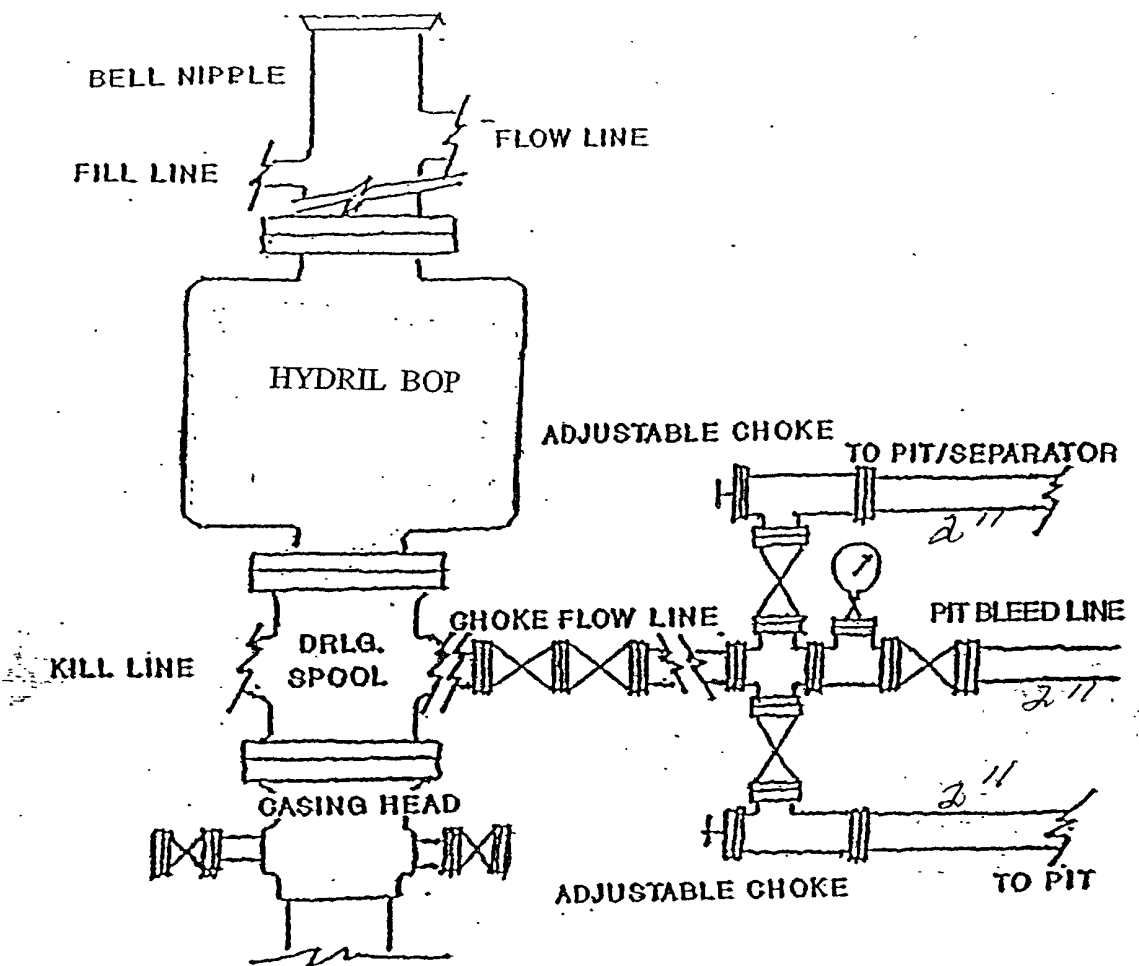 BELL NIPPLE
FLOW LINE
FILL LINE
HYDRIL BOP
ADJUSTABLE CHOKE
TO PIT/SEPARATOR
2"
CHOKE FLOW LINE
PIT BLEED LINE
KILL LINE
DRLG.
SPOOL
2"
CASING HEAD
2"
ADJUSTABLE CHOKE
TO PIT